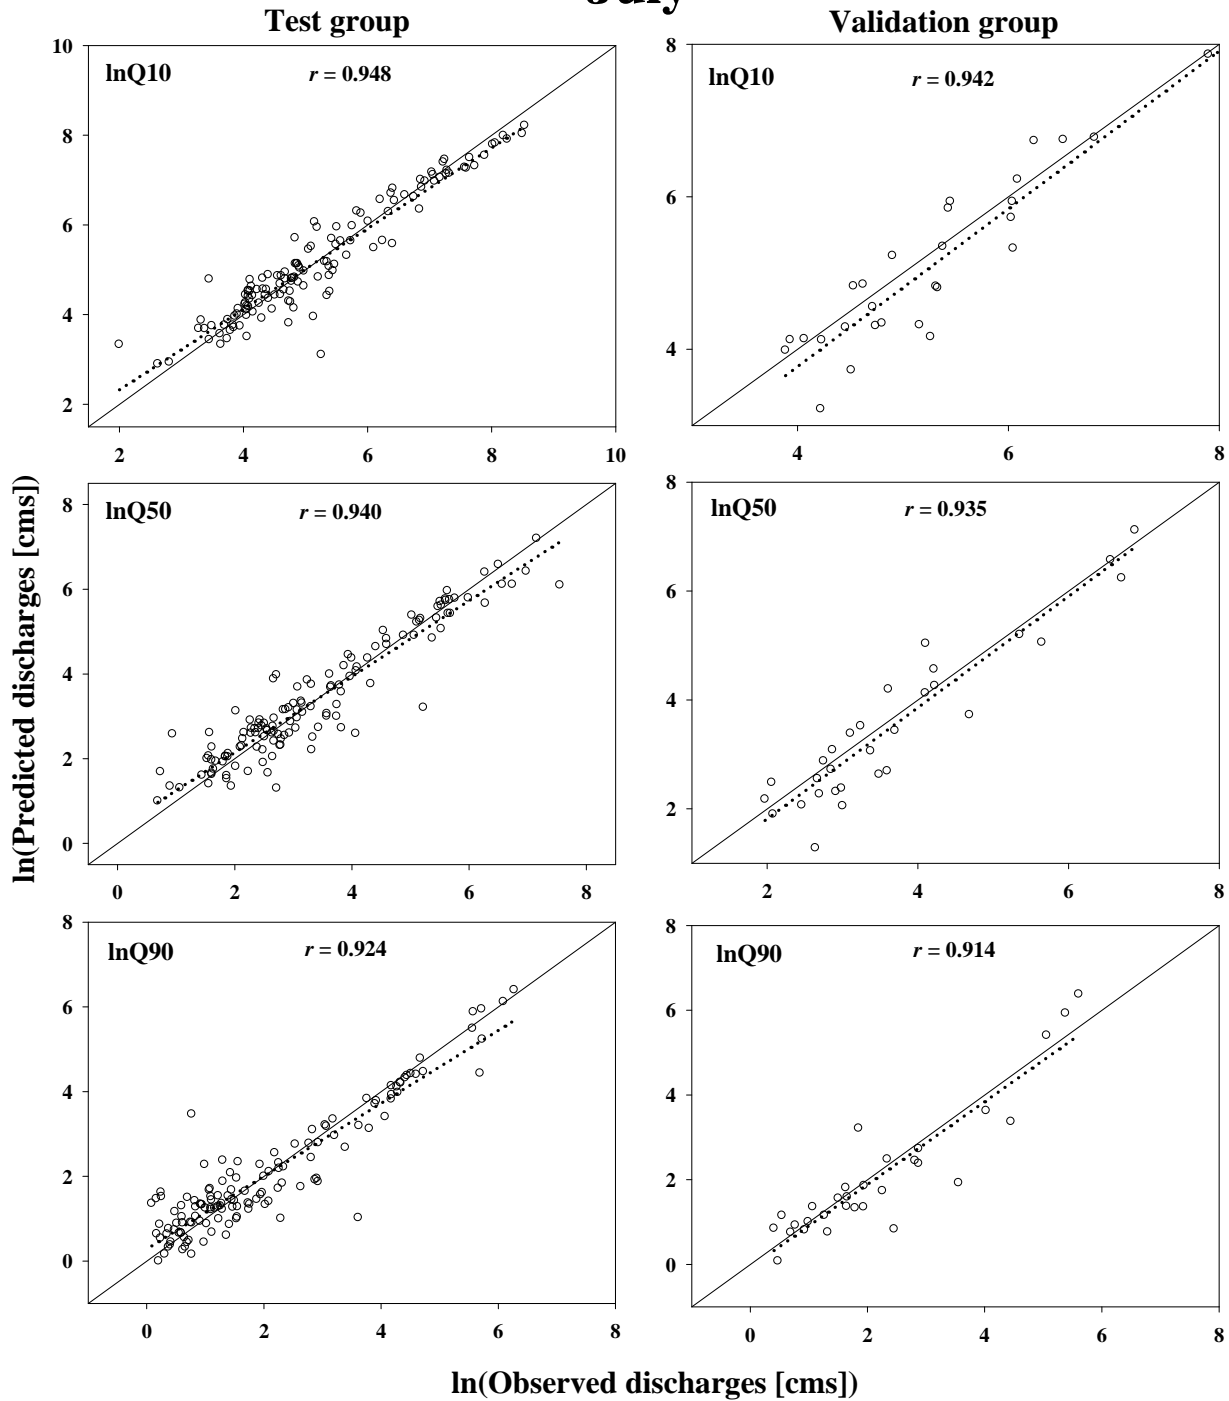 July
Test group
Validation group
lnQ10
r = 0.948
10
8
6
4
2
2 4 6 8 10
lnQ10
r = 0.942
8
6
4
4 6 8
lnQ50
r = 0.940
8
6
4
2
0
0 2 4 6 8
lnQ50
r = 0.935
8
6
4
2
2 4 6 8
lnQ90
r = 0.924
8
6
4
2
0
0 2 4 6 8
lnQ90
r = 0.914
8
6
4
2
0
0 2 4 6 8
ln(Predicted discharges [cms])
ln(Observed discharges [cms])